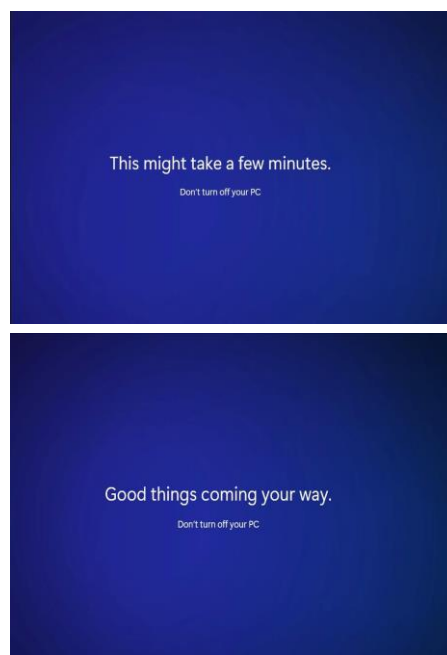 This might take a few minutes.
Don't turn off your PC
Good things coming your way.
Don't turn off your PC